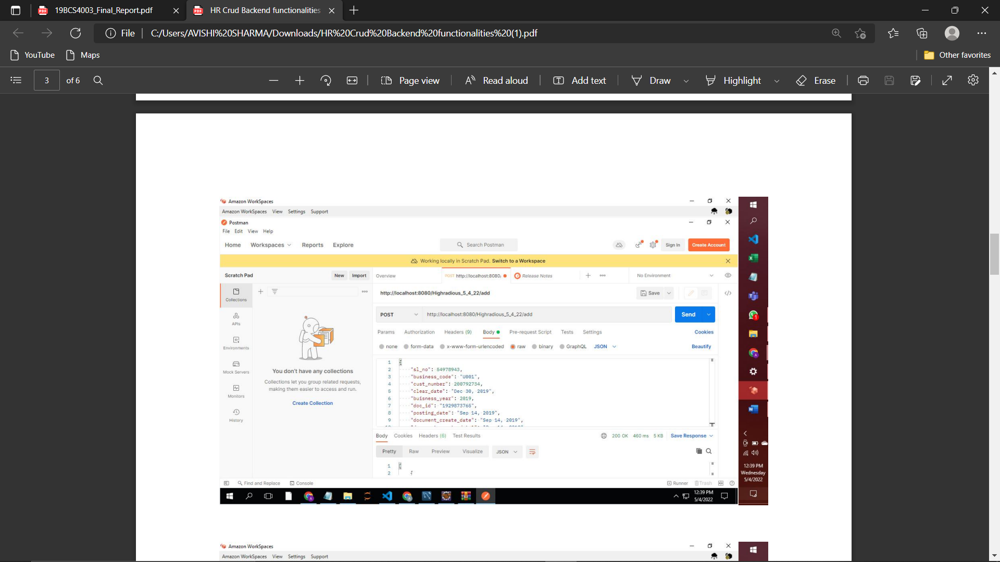 19BCS4003_Final_Report.pdf
HR Crud Backend functionalities
File
C:/Users/AVISHI%20SHARMA/Downloads/HR%20Crud%20Backend%20functionalities%20(1).pdf
YouTube
Maps
Other favorites
3 of 6
Page view
Read aloud
Add text
Draw
Highlight
Erase
Amazon WorkSpaces
Amazon WorkSpaces View Settings Support
Postman
File Edit View Help
Home Workspaces Reports Explore
Search Postman
Sign In
Create Account
Working locally in Scratch Pad. Switch to a Workspace
Scratch Pad
New Import
Overview
POST http://localhost:8080/
Release Notes
No Environment
Collections
APIs
Environments
Mock Servers
Monitors
History
You don't have any collections
Collections let you group related requests,
making them easier to access and run.
Create Collection
http://localhost:8080/Highradious_5_4_22/add
Save
POST
http://localhost:8080/Highradious_5_4_22/add
Send
Params Authorization Headers (9) Body Pre-request Script Tests Settings
Cookies
none form-data x-www-form-urlencoded raw binary GraphQL JSON
Beautify
1 {
2 "sl_no": 54978943,
3 "business_code": "U001",
4 "cust_number": 200792734,
5 "clear_date": "Dec 30, 2019",
6 "buisness_year": 2019,
7 "doc_id": "1929873765",
8 "posting_date": "Sep 14, 2019",
9 "document_create_date": "Sep 14, 2019",
Body Cookies Headers (6) Test Results
200 OK 460 ms 5 KB Save Response
Pretty Raw Preview Visualize JSON
1 [
2 {
Find and Replace
Console
Runner
Trash
12:39 PM
5/4/2022
12:39 PM
Wednesday
5/4/2022
Amazon WorkSpaces
Amazon WorkSpaces View Settings Support